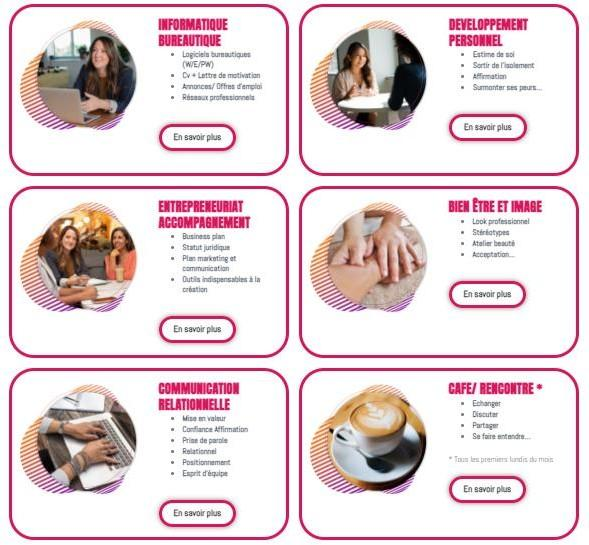 INFORMATIQUE
BUREAUTIQUE
Logiciels bureautiques
(W/E/PW)
Cv + Lettre de motivation
Annonces/ Offres d'emploi
Réseaux professionnels
En savoir plus
DEVELOPPEMENT
PERSONNEL
Estime de soi
Sortir de l'isolement
Affirmation
Surmonter ses peurs...
En savoir plus
ENTREPRENEURIAT
ACCOMPAGNEMENT
Business plan
Statut juridique
Plan marketing et
communication
Outils indispensables à la
création
En savoir plus
BIEN ÊTRE ET IMAGE
Look professionnel
Stéréotypes
Atelier beauté
Acceptation...
En savoir plus
COMMUNICATION
RELATIONNELLE
Mise en valeur
Confiance Affirmation
Prise de parole
Relationnel
Positionnement
Esprit d'équipe
En savoir plus
CAFE/ RENCONTRE *
Echanger
Discuter
Partager
Se faire entendre...
* Tous les premiers lundis du mois
En savoir plus